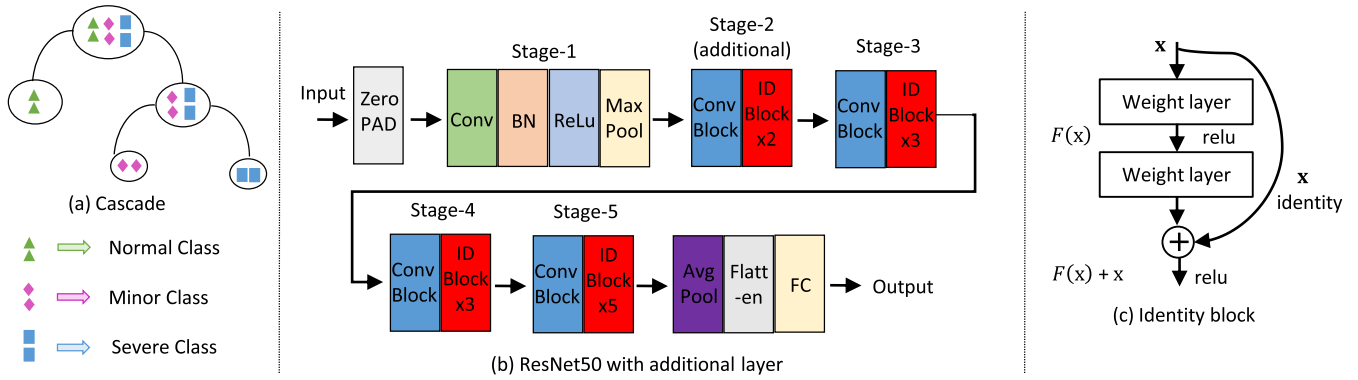 (a) Cascade
Normal Class
Minor Class
Severe Class
Input
Zero
PAD
Stage-1
Conv
BN
ReLu
Max
Pool
Stage-2
(additional)
Conv
Block
ID
Block
x2
Stage-3
Conv
Block
ID
Block
x3
Stage-4
Conv
Block
ID
Block
x3
Stage-5
Conv
Block
ID
Block
x5
Avg
Pool
Flatt
-en
FC
Output
(b) ResNet50 with additional layer
x
Weight layer
F(x)
relu
Weight layer
x
identity
+
F(x) + x
relu
(c) Identity block